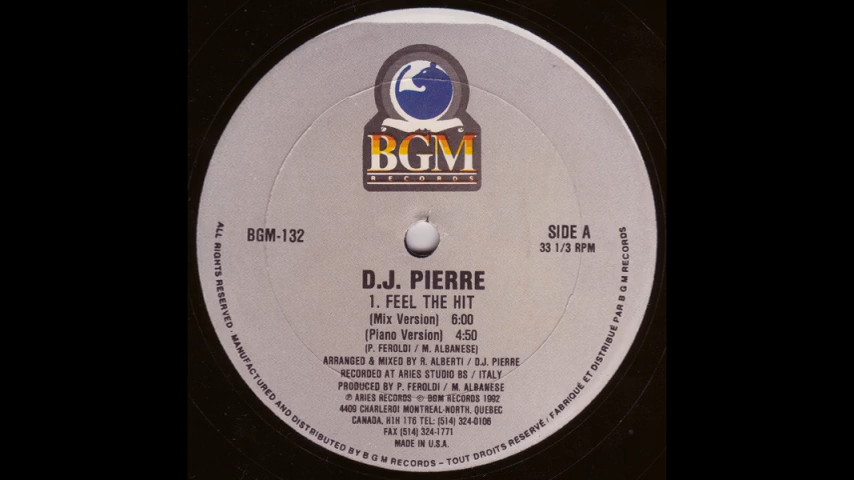 BGM
RECORDS
BGM-132
SIDE A
33 1/3 RPM
D.J. PIERRE
1. FEEL THE HIT
(Mix Version) 6:00
(Piano Version) 4:50
(P. FEROLDI / M. ALBANESE)
ARRANGED & MIXED BY R. ALBERTI / D.J. PIERRE
RECORDED AT ARIES STUDIO BS / ITALY
PRODUCED BY P. FEROLDI / M. ALBANESE
℗ ARIES RECORDS © BGM RECORDS 1992
4409 CHARLEROI MONTREAL-NORTH, QUEBEC
CANADA, H1H 1T6 TEL: (514) 324-0106
FAX (514) 324-1771
MADE IN U.S.A.
ALL RIGHTS RESERVED · MANUFACTURED AND DISTRIBUTED BY B G M RECORDS – TOUT DROITS RESERVÉ / FABRIQUÉ ET DISTRIBUÉ PAR B G M RECORDS